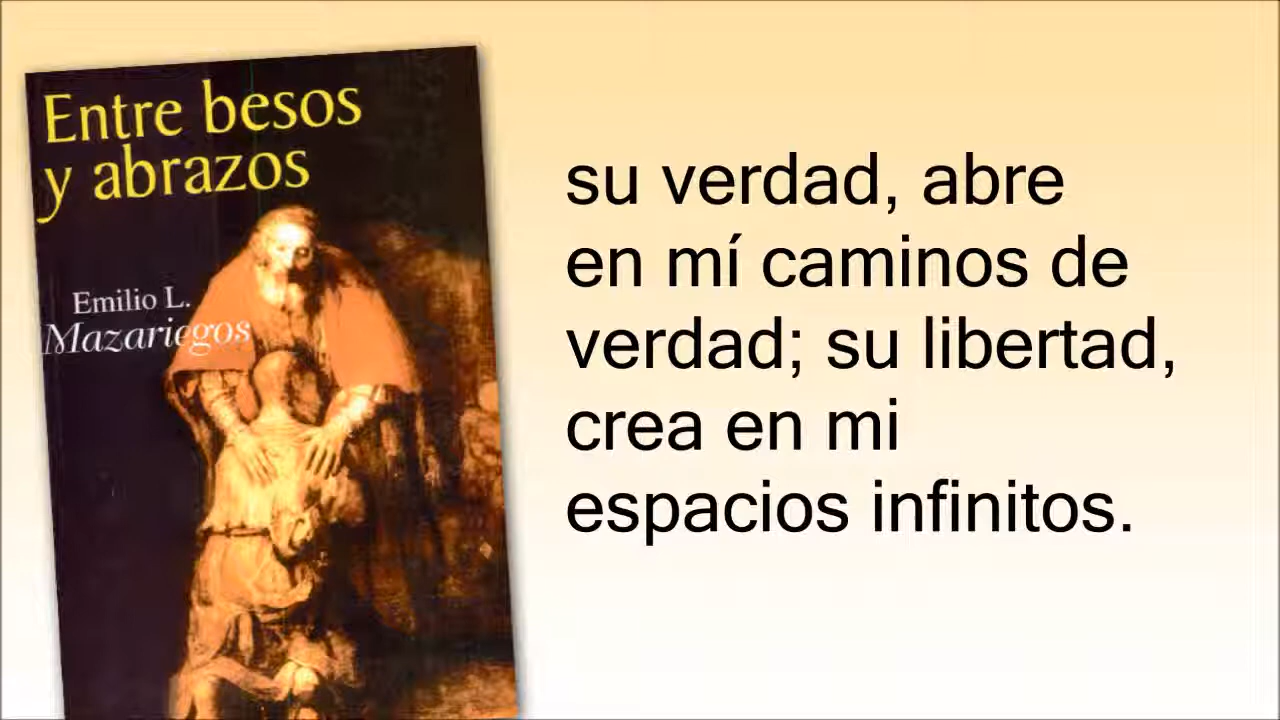 Entre besos
y abrazos
Emilio L.
Mazariegos
su verdad, abre
en mí caminos de
verdad; su libertad,
crea en mi
espacios infinitos.